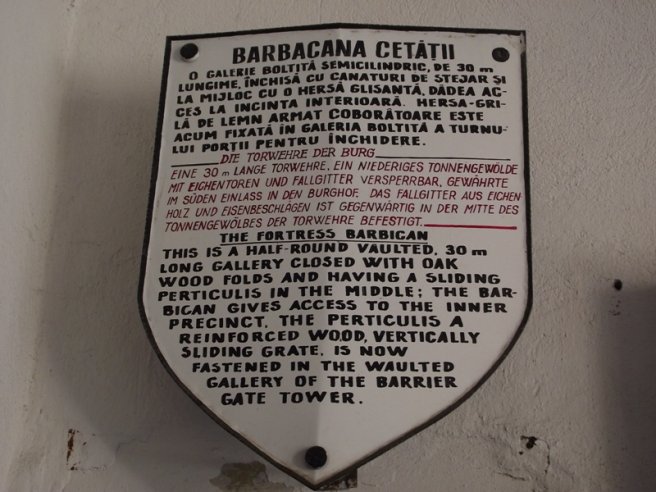 BARBACANA CETĂȚII
O GALERIE BOLTITĂ SEMICILINDRIC, DE 30 m
LUNGIME, ÎNCHISĂ CU CANATURI DE STEJAR ȘI
LA MIJLOC CU O HERSĂ GLISANTĂ, DĂDEA AC-
CES LA INCINTA INTERIOARĂ. HERSA-GRI-
LĂ DE LEMN ARMAT COBORÎTOARE ESTE
ACUM FIXATĂ ÎN GALERIA BOLTITĂ A TURNU-
LUI PORȚII PENTRU ÎNCHIDERE.
DIE TORWEHRE DER BURG
EINE 30 m LANGE TORWEHRE, EIN NIEDERIGES TONNENGEWÖLDE
MIT EICHENTOREN UND FALLGITTER VERSPERRBAR, GEWÄHRTE
IM SÜDEN EINLASS IN DEN BURGHOF. DAS FALLGITTER AUS EICHEN
HOLZ UND EISENBESCHLÄGEN IST GEGENWÄRTIG IN DER MITTE DES
TONNENGEWÖLBES DER TORWEHRE BEFESTIGT.
THE FORTRESS BARBICAN
THIS IS A HALF-ROUND VAULTED, 30 m
LONG GALLERY CLOSED WITH OAK
WOOD FOLDS AND HAVING A SLIDING
PERTICULIS IN THE MIDDLE; THE BAR-
BICAN GIVES ACCESS TO THE INNER
PRECINCT. THE PERTICULIS A
REINFORCED WOOD, VERTICALLY
SLIDING GRATE, IS NOW
FASTENED IN THE WAULTED
GALLERY OF THE BARRIER
GATE TOWER.